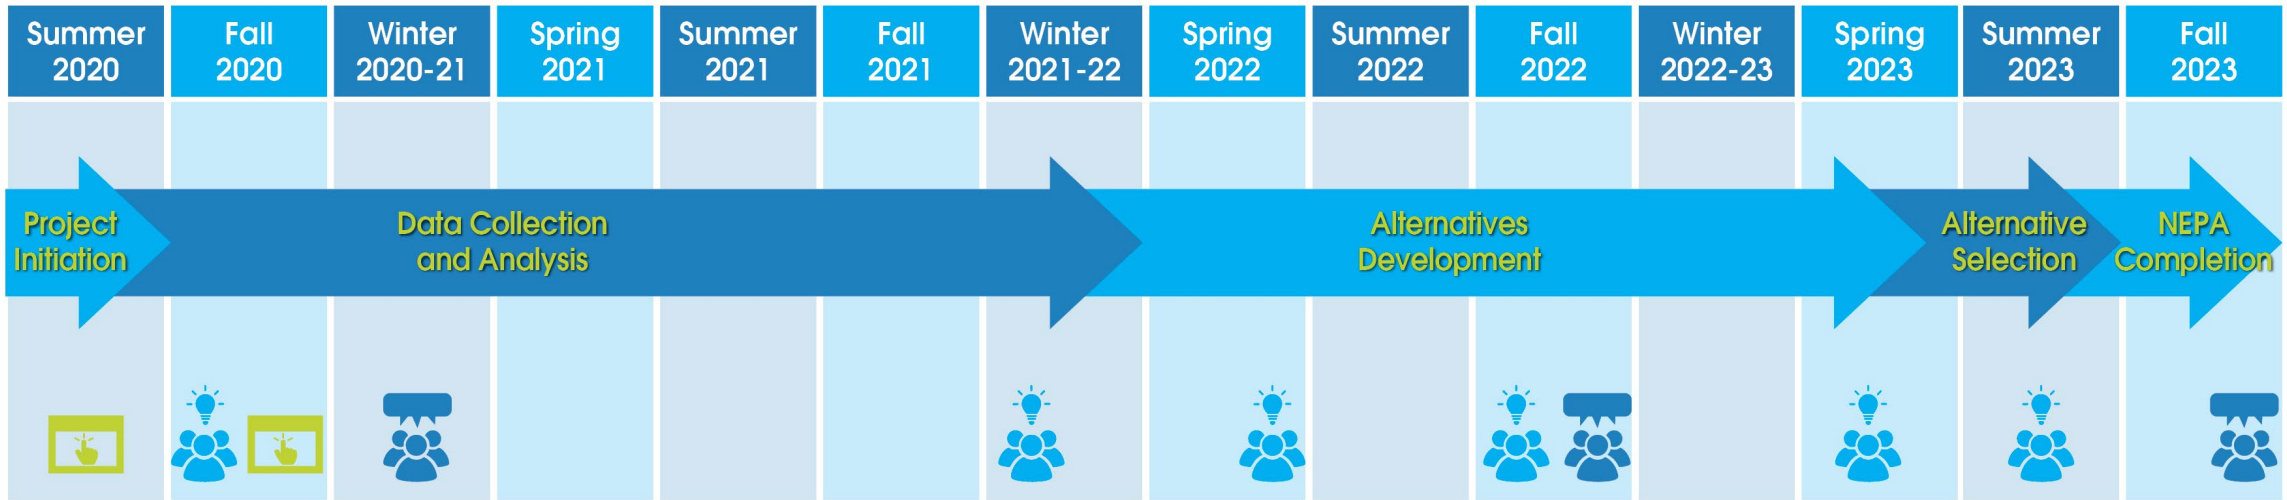 Summer
2020
Fall
2020
Winter
2020-21
Spring
2021
Summer
2021
Fall
2021
Winter
2021-22
Spring
2022
Summer
2022
Fall
2022
Winter
2022-23
Spring
2023
Summer
2023
Fall
2023
Project
Initiation
Data Collection
and Analysis
Alternatives
Development
Alternative
Selection
NEPA
Completion